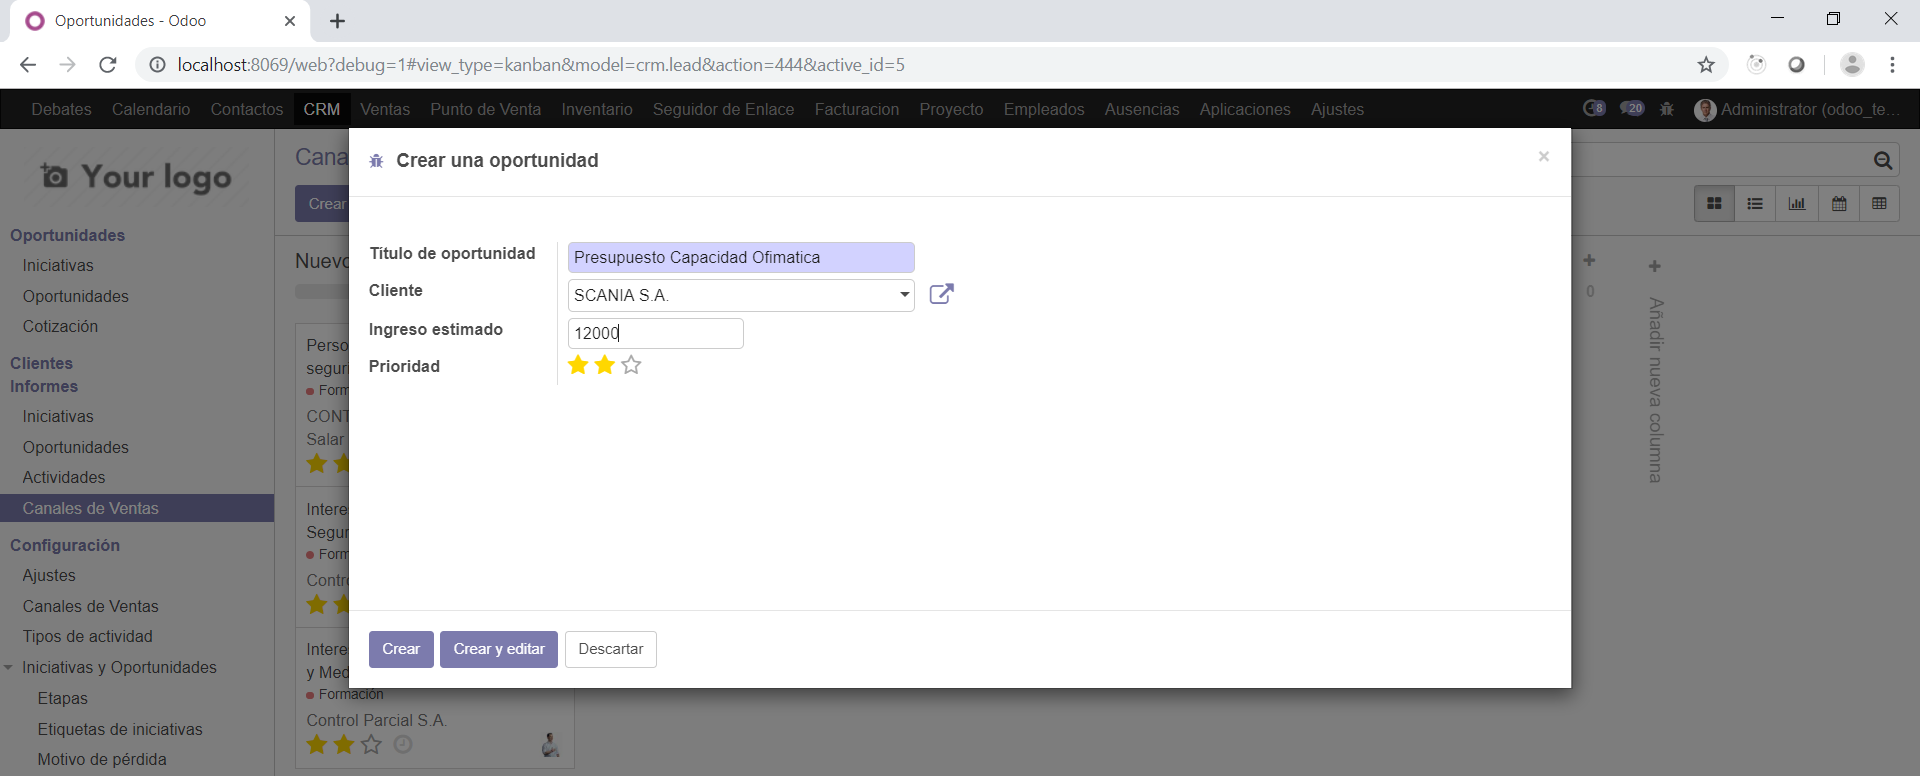 Oportunidades - Odoo
localhost:8069/web?debug=1#view_type=kanban&model=crm.lead&action=444&active_id=5
Debates Calendario Contactos CRM Ventas Punto de Venta Inventario Seguidor de Enlace Facturacion Proyecto Empleados Ausencias Aplicaciones Ajustes 8 20 Administrator (odoo_te...
Your logo
Oportunidades
Iniciativas
Oportunidades
Cotización
Clientes
Informes
Iniciativas
Oportunidades
Actividades
Canales de Ventas
Configuración
Ajustes
Canales de Ventas
Tipos de actividad
Iniciativas y Oportunidades
Etapas
Etiquetas de iniciativas
Motivo de pérdida
Cana
Crear
Nuevo
Perso
segur
Form
CONT
Salar
Intere
Segur
Form
Contr
Intere
y Med
Formación
Control Parcial S.A.
Crear una oportunidad
×
Título de oportunidad Presupuesto Capacidad Ofimatica
Cliente SCANIA S.A.
Ingreso estimado 12000
Prioridad
Crear Crear y editar Descartar
0
Añadir nueva columna